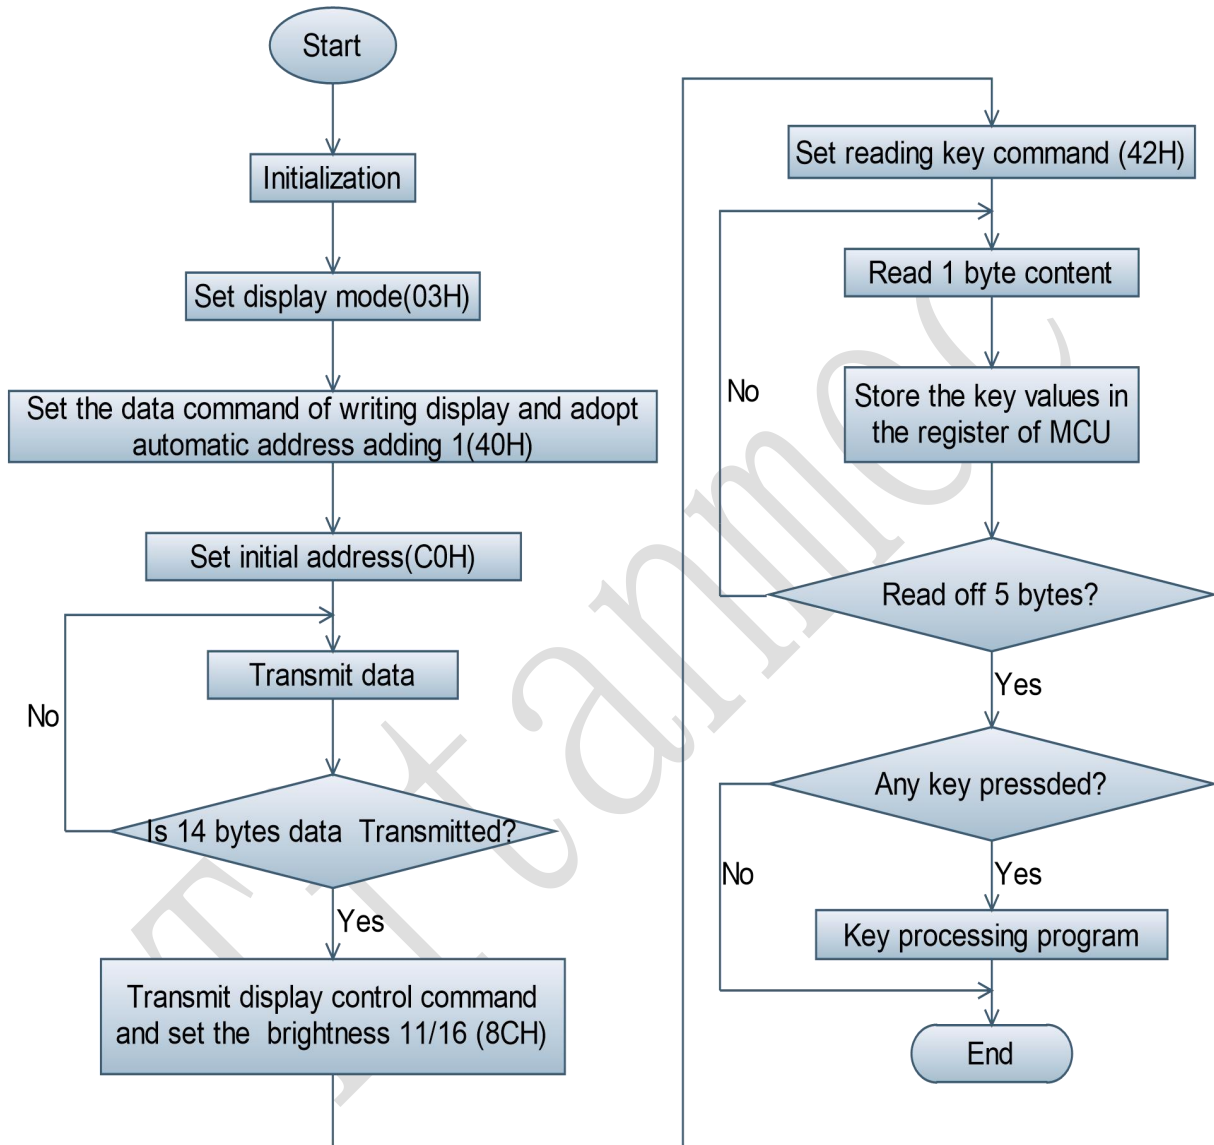 Start
Initialization
Set display mode(03H)
Set the data command of writing display and adopt
automatic address adding 1(40H)
Set initial address(C0H)
Transmit data
No
Is 14 bytes data Transmitted?
Yes
Transmit display control command
and set the brightness 11/16 (8CH)
Set reading key command (42H)
Read 1 byte content
No
Store the key values in
the register of MCU
Read off 5 bytes?
Yes
Any key pressded?
No
Yes
Key processing program
End
Titanmec